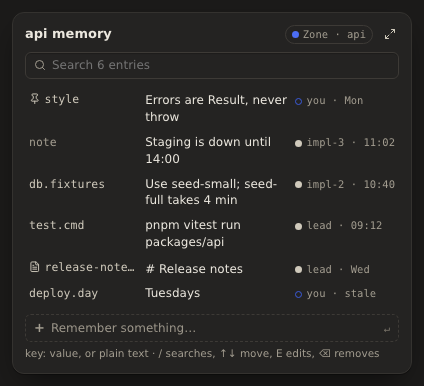 api memory
Zone · api
Search 6 entries
style
Errors are Result, never
throw
you · Mon
note
Staging is down until
14:00
impl-3 · 11:02
db.fixtures
Use seed-small; seed-
full takes 4 min
impl-2 · 10:40
test.cmd
pnpm vitest run
packages/api
lead · 09:12
release-note…
# Release notes
lead · Wed
deploy.day
Tuesdays
you · stale
+ Remember something… ↵
key: value, or plain text · / searches, ↑↓ move, E edits, ⌫ removes